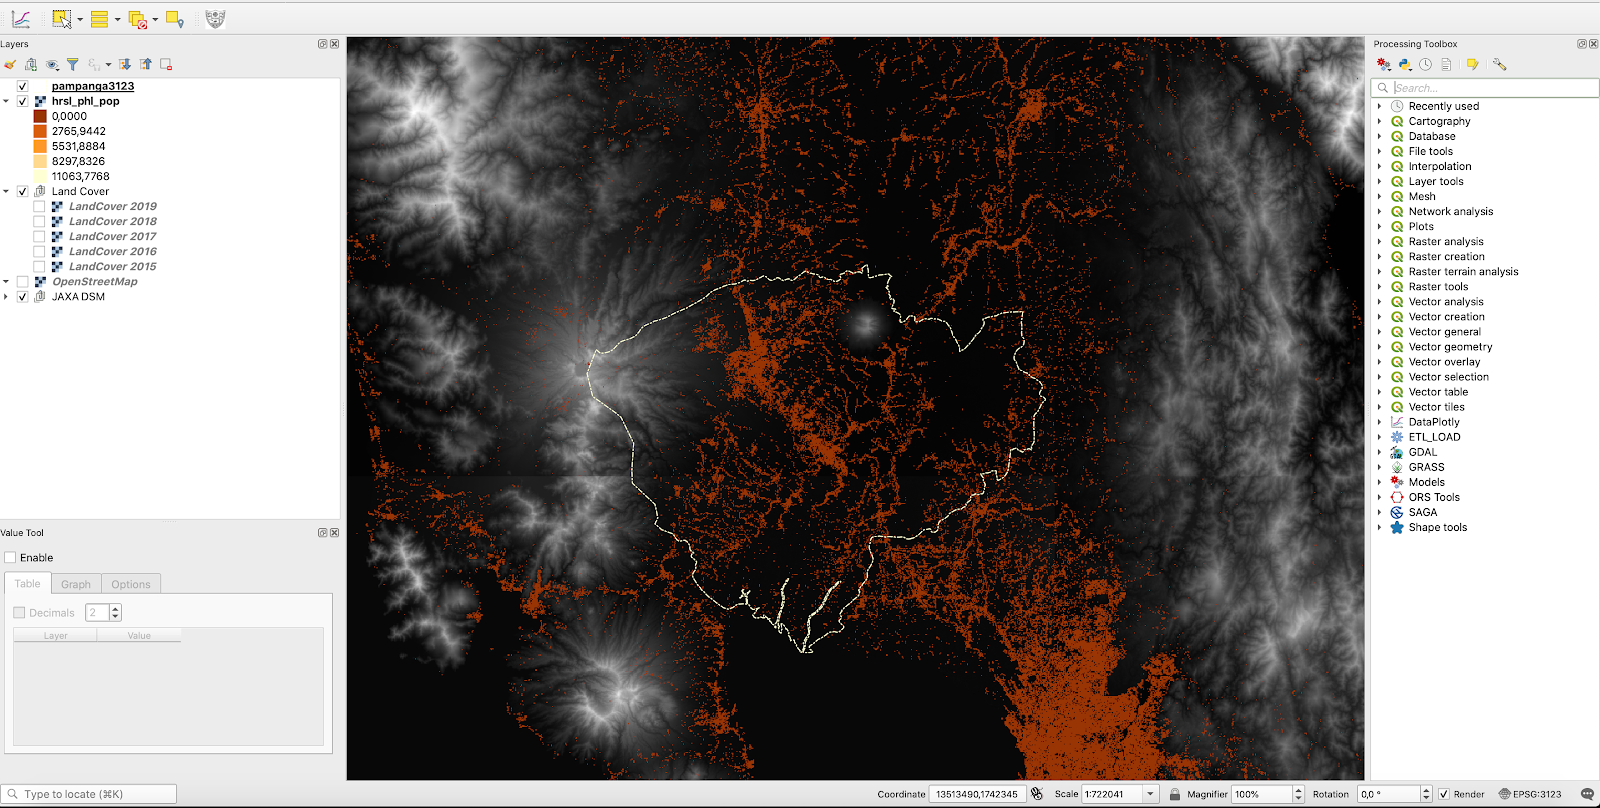 Layers
pampanga3123
hrsl_phl_pop
0,0000
2765,9442
5531,8884
8297,8326
11063,7768
Land Cover
LandCover 2019
LandCover 2018
LandCover 2017
LandCover 2016
LandCover 2015
OpenStreetMap
JAXA DSM
Value Tool
Enable
Table Graph Options
Decimals 2
Layer Value
Processing Toolbox
Search...
Recently used
Cartography
Database
File tools
Interpolation
Layer tools
Mesh
Network analysis
Plots
Raster analysis
Raster creation
Raster terrain analysis
Raster tools
Vector analysis
Vector creation
Vector general
Vector geometry
Vector overlay
Vector selection
Vector table
Vector tiles
DataPlotly
ETL_LOAD
GDAL
GRASS
Models
ORS Tools
SAGA
Shape tools
Type to locate (⌘K)
Coordinate 13513490,1742345 Scale 1:722041 Magnifier 100% Rotation 0,0 ° Render EPSG:3123